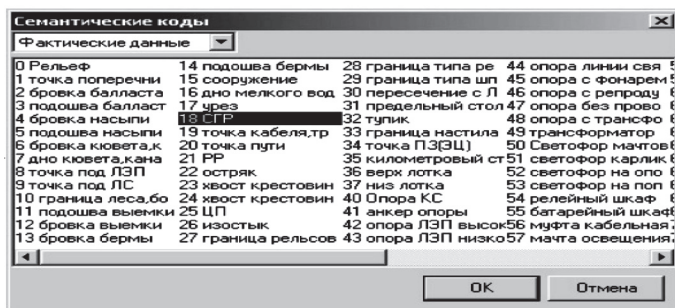 Семантические коды
Фактические данные
0 Рельеф
1 точка поперечни
2 бровка балласта
3 подошва балласт
4 бровка насыпи
5 подошва насыпи
6 бровка кювета,к
7 дно кювета,кана
8 точка под ЛЭП
9 точка под ЛС
10 граница леса,бо
11 подошва выемки
12 бровка выемки
13 бровка бермы
14 подошва бермы
15 сооружение
16 дно мелкого вод
17 урез
18 СГР
19 точка кабеля,тр
20 точка пути
21 РР
22 остряк
23 хвост крестовин
24 хвост крестовин
25 ЦП
26 изостык
27 граница рельсов
28 граница типа ре
29 граница типа шп
30 пересечение с Л
31 предельный стол
32 тупик
33 граница настила
34 точка ПЗ(ЭЦ)
35 километровый ст
36 верх лотка
37 низ лотка
40 Опора КС
41 анкер опоры
42 опора ЛЭП высок
43 опора ЛЭП низко
44 опора линии свя
45 опора с фонарем
46 опора с репроду
47 опора без прово
48 опора с трансфо
49 трансформатор
50 Светофор мачтов
51 светофор карлик
52 светофор на опо
53 светофор на поп
54 релейный шкаф
55 батарейный шкаф
56 муфта кабельная
57 мачта освещения
OK
Отмена